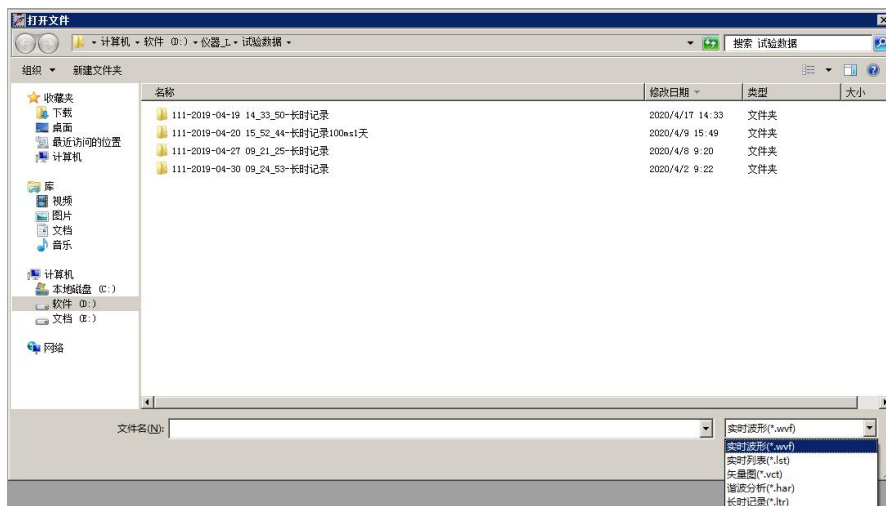 打开文件
计算机 软件 (D:) 仪器_L 试验数据
搜索 试验数据
组织 新建文件夹
名称 修改日期 类型 大小
收藏夹
下载
桌面
最近访问的位置
计算机
库
视频
图片
文档
音乐
计算机
本地磁盘 (C:)
软件 (D:)
文档 (E:)
网络
111-2019-04-19 14_33_50-长时记录 2020/4/17 14:33 文件夹
111-2019-04-20 15_52_44-长时记录100ms1天 2020/4/9 15:49 文件夹
111-2019-04-27 09_21_25-长时记录 2020/4/8 9:20 文件夹
111-2019-04-30 09_24_53-长时记录 2020/4/2 9:22 文件夹
文件名(N):
实时波形(*.wvf)
实时波形(*.wvf)
实时列表(*.lst)
矢量图(*.vct)
谐波分析(*.har)
长时记录(*.ltr)